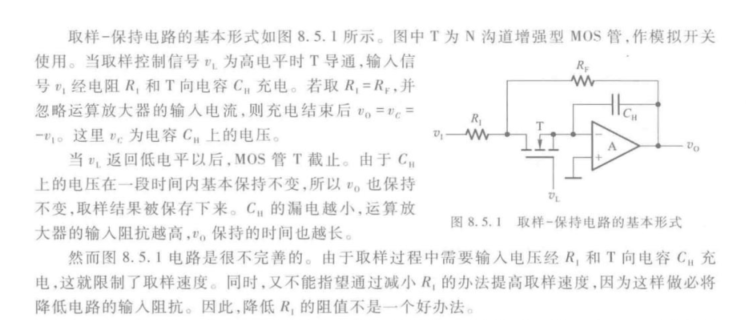 取样-保持电路的基本形式如图 8.5.1 所示。图中 T 为 N 沟道增强型 MOS 管,作模拟开关
使用。当取样控制信号 v_L 为高电平时 T 导通,输入信
号 v_I 经电阻 R_I 和 T 向电容 C_H 充电。若取 R_I=R_F,并
忽略运算放大器的输入电流,则充电结束后 v_O=v_C=
-v_I。这里 v_C 为电容 C_H 上的电压。
当 v_L 返回低电平以后,MOS 管 T 截止。由于 C_H
上的电压在一段时间内基本保持不变,所以 v_O 也保持
不变,取样结果被保存下来。C_H 的漏电越小,运算放
大器的输入阻抗越高,v_O 保持的时间也越长。
R_F
C_H
R_I
T
v_I
A
-
+
v_O
v_L
图 8.5.1 取样-保持电路的基本形式
然而图 8.5.1 电路是很不完善的。由于取样过程中需要输入电压经 R_I 和 T 向电容 C_H 充
电,这就限制了取样速度。同时,又不能指望通过减小 R_I 的办法提高取样速度,因为这样做必将
降低电路的输入阻抗。因此,降低 R_I 的阻值不是一个好办法。